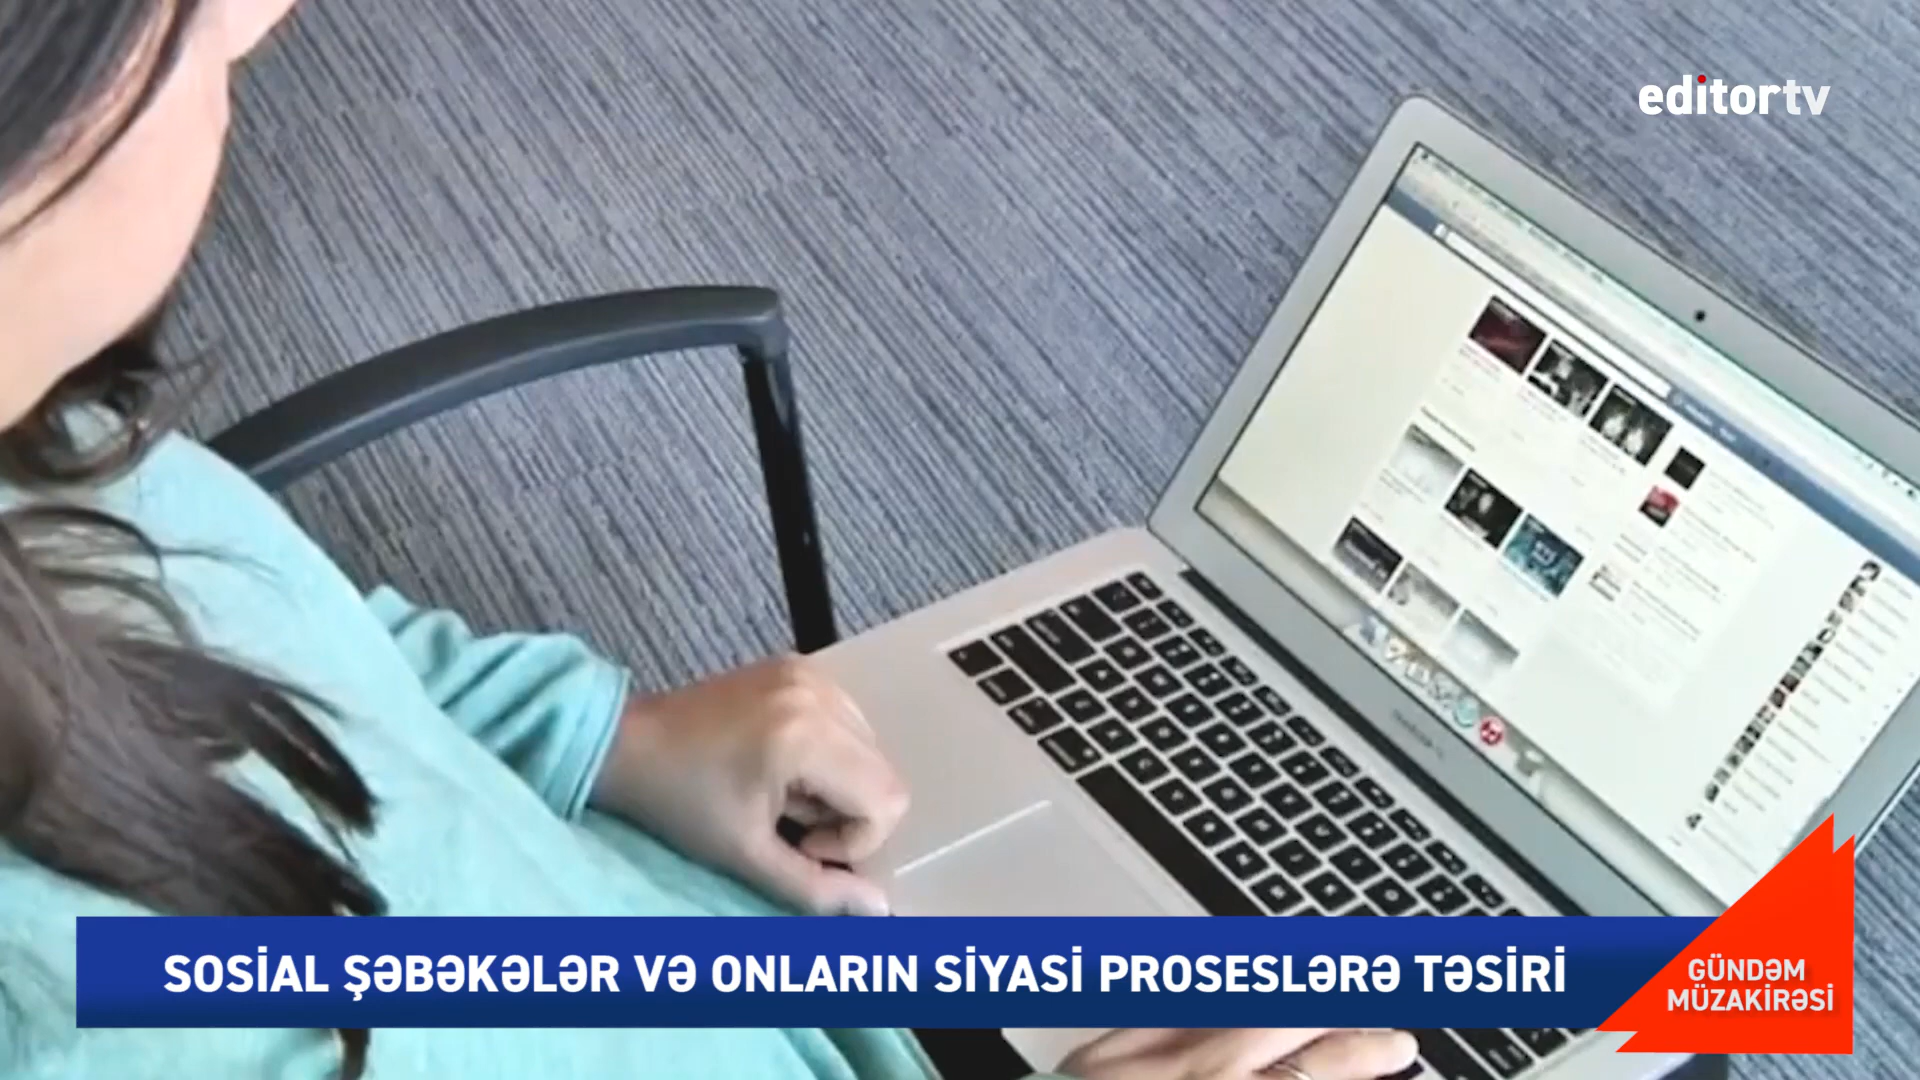 editortv
SOSİAL ŞƏBƏKƏLƏR VƏ ONLARIN SİYASİ PROSESLƏRƏ TƏSİRİ
GÜNDƏM
MÜZAKİRƏSİ